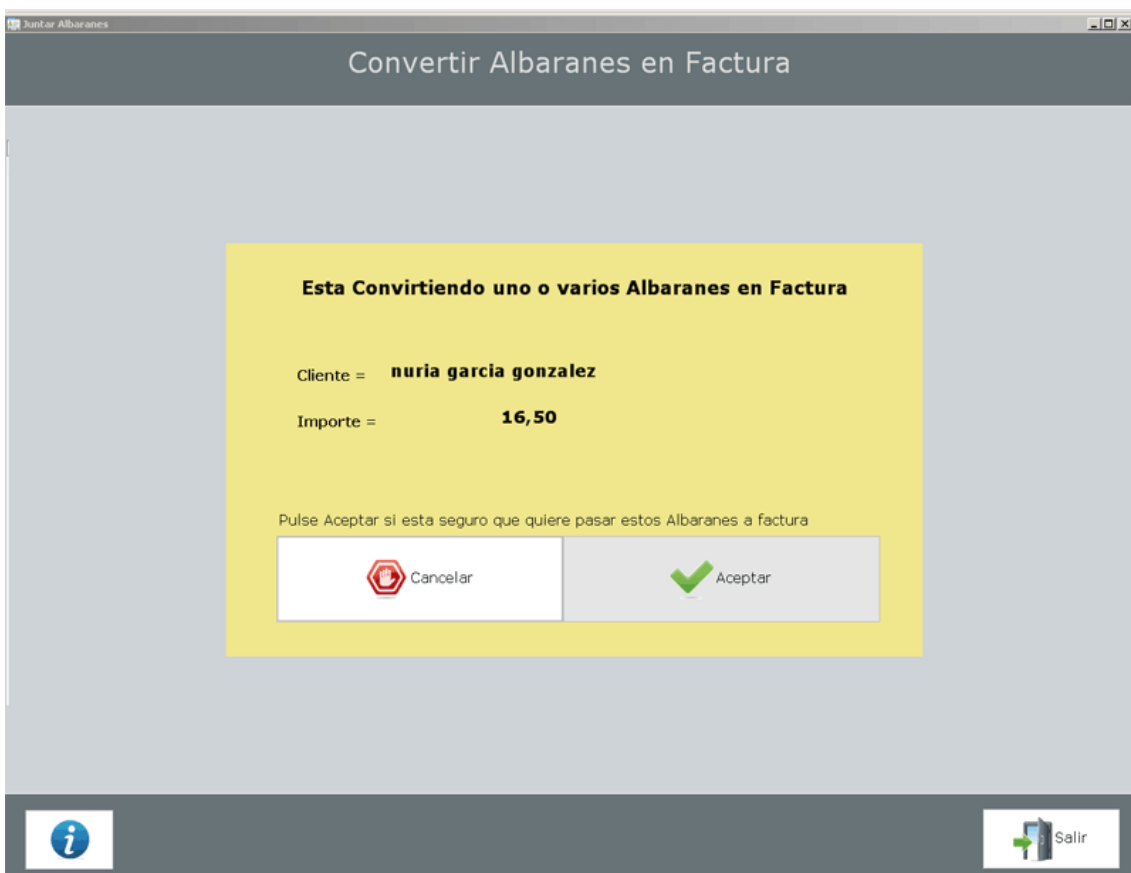 Juntar Albaranes
Convertir Albaranes en Factura
Esta Convirtiendo uno o varios Albaranes en Factura
Cliente = nuria garcia gonzalez
Importe = 16,50
Pulse Aceptar si esta seguro que quiere pasar estos Albaranes a factura
Cancelar Aceptar
Salir